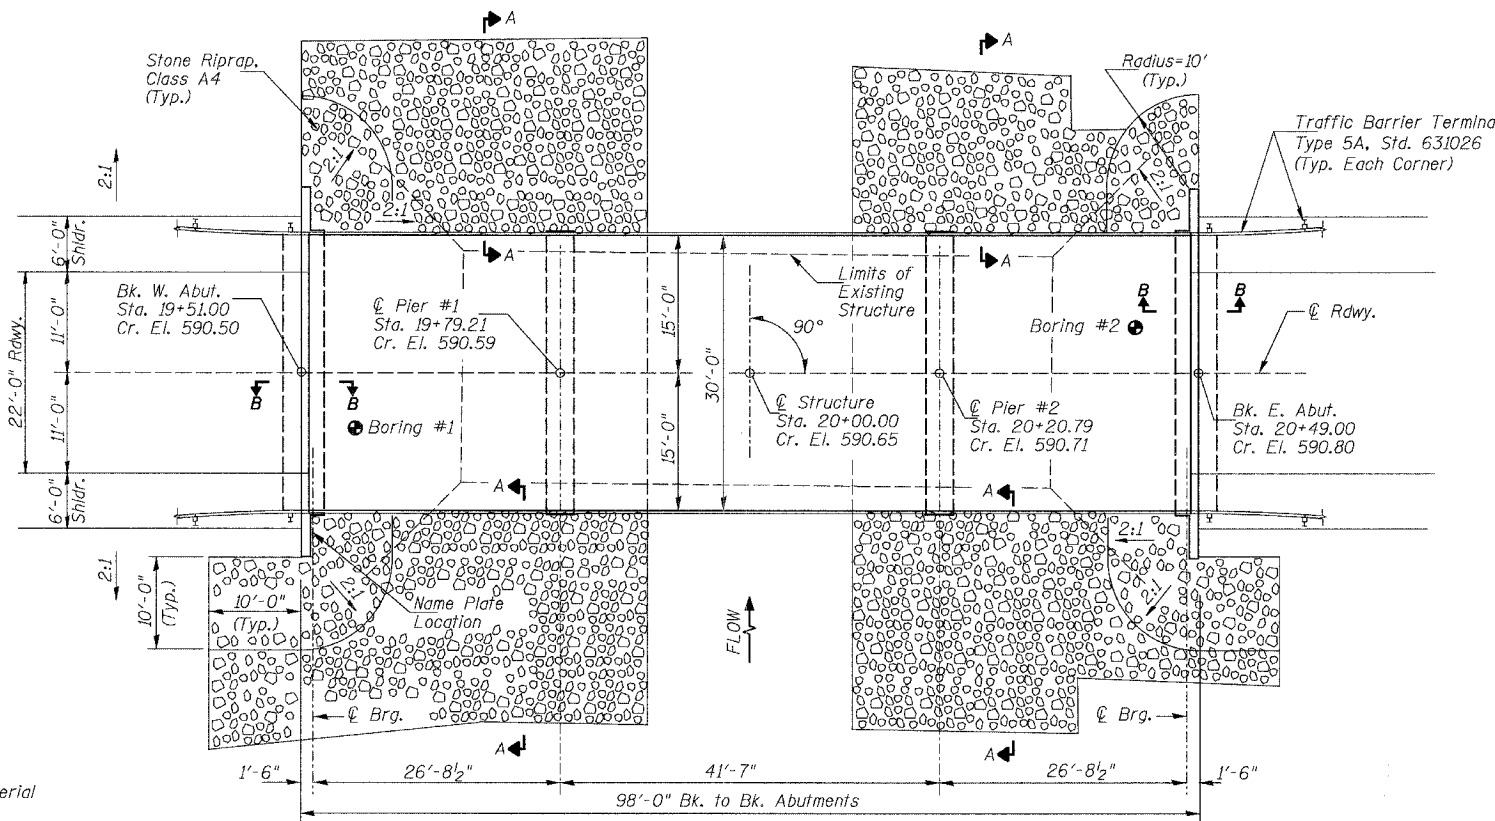 A
A
Stone Riprap,
Class A4
(Typ.)
Radius=10'
(Typ.)
Traffic Barrier Termina
Type 5A, Std. 631026
(Typ. Each Corner)
2:1
2:1
2:1
2:1
6'-0"
Shldr.
A
A
Limits of
Existing
Structure
Bk. W. Abut.
Sta. 19+51.00
Cr. El. 590.50
℄ Pier #1
Sta. 19+79.21
Cr. El. 590.59
15'-0"
90°
B
B
Boring #2
℄ Rdwy.
11'-0"
22'-0" Rdwy.
30'-0"
B
B
Boring #1
11'-0"
15'-0"
℄ Structure
Sta. 20+00.00
Cr. El. 590.65
℄ Pier #2
Sta. 20+20.79
Cr. El. 590.71
Bk. E. Abut.
Sta. 20+49.00
Cr. El. 590.80
A
A
6'-0"
Shldr.
2:1
2:1
2:1
2:1
10'-0"
(Typ.)
10'-0"
(Typ.)
Name Plate
Location
FLOW
℄ Brg.
℄ Brg.
A
A
1'-6"
26'-8½"
41'-7"
26'-8½"
1'-6"
erial
98'-0" Bk. to Bk. Abutments